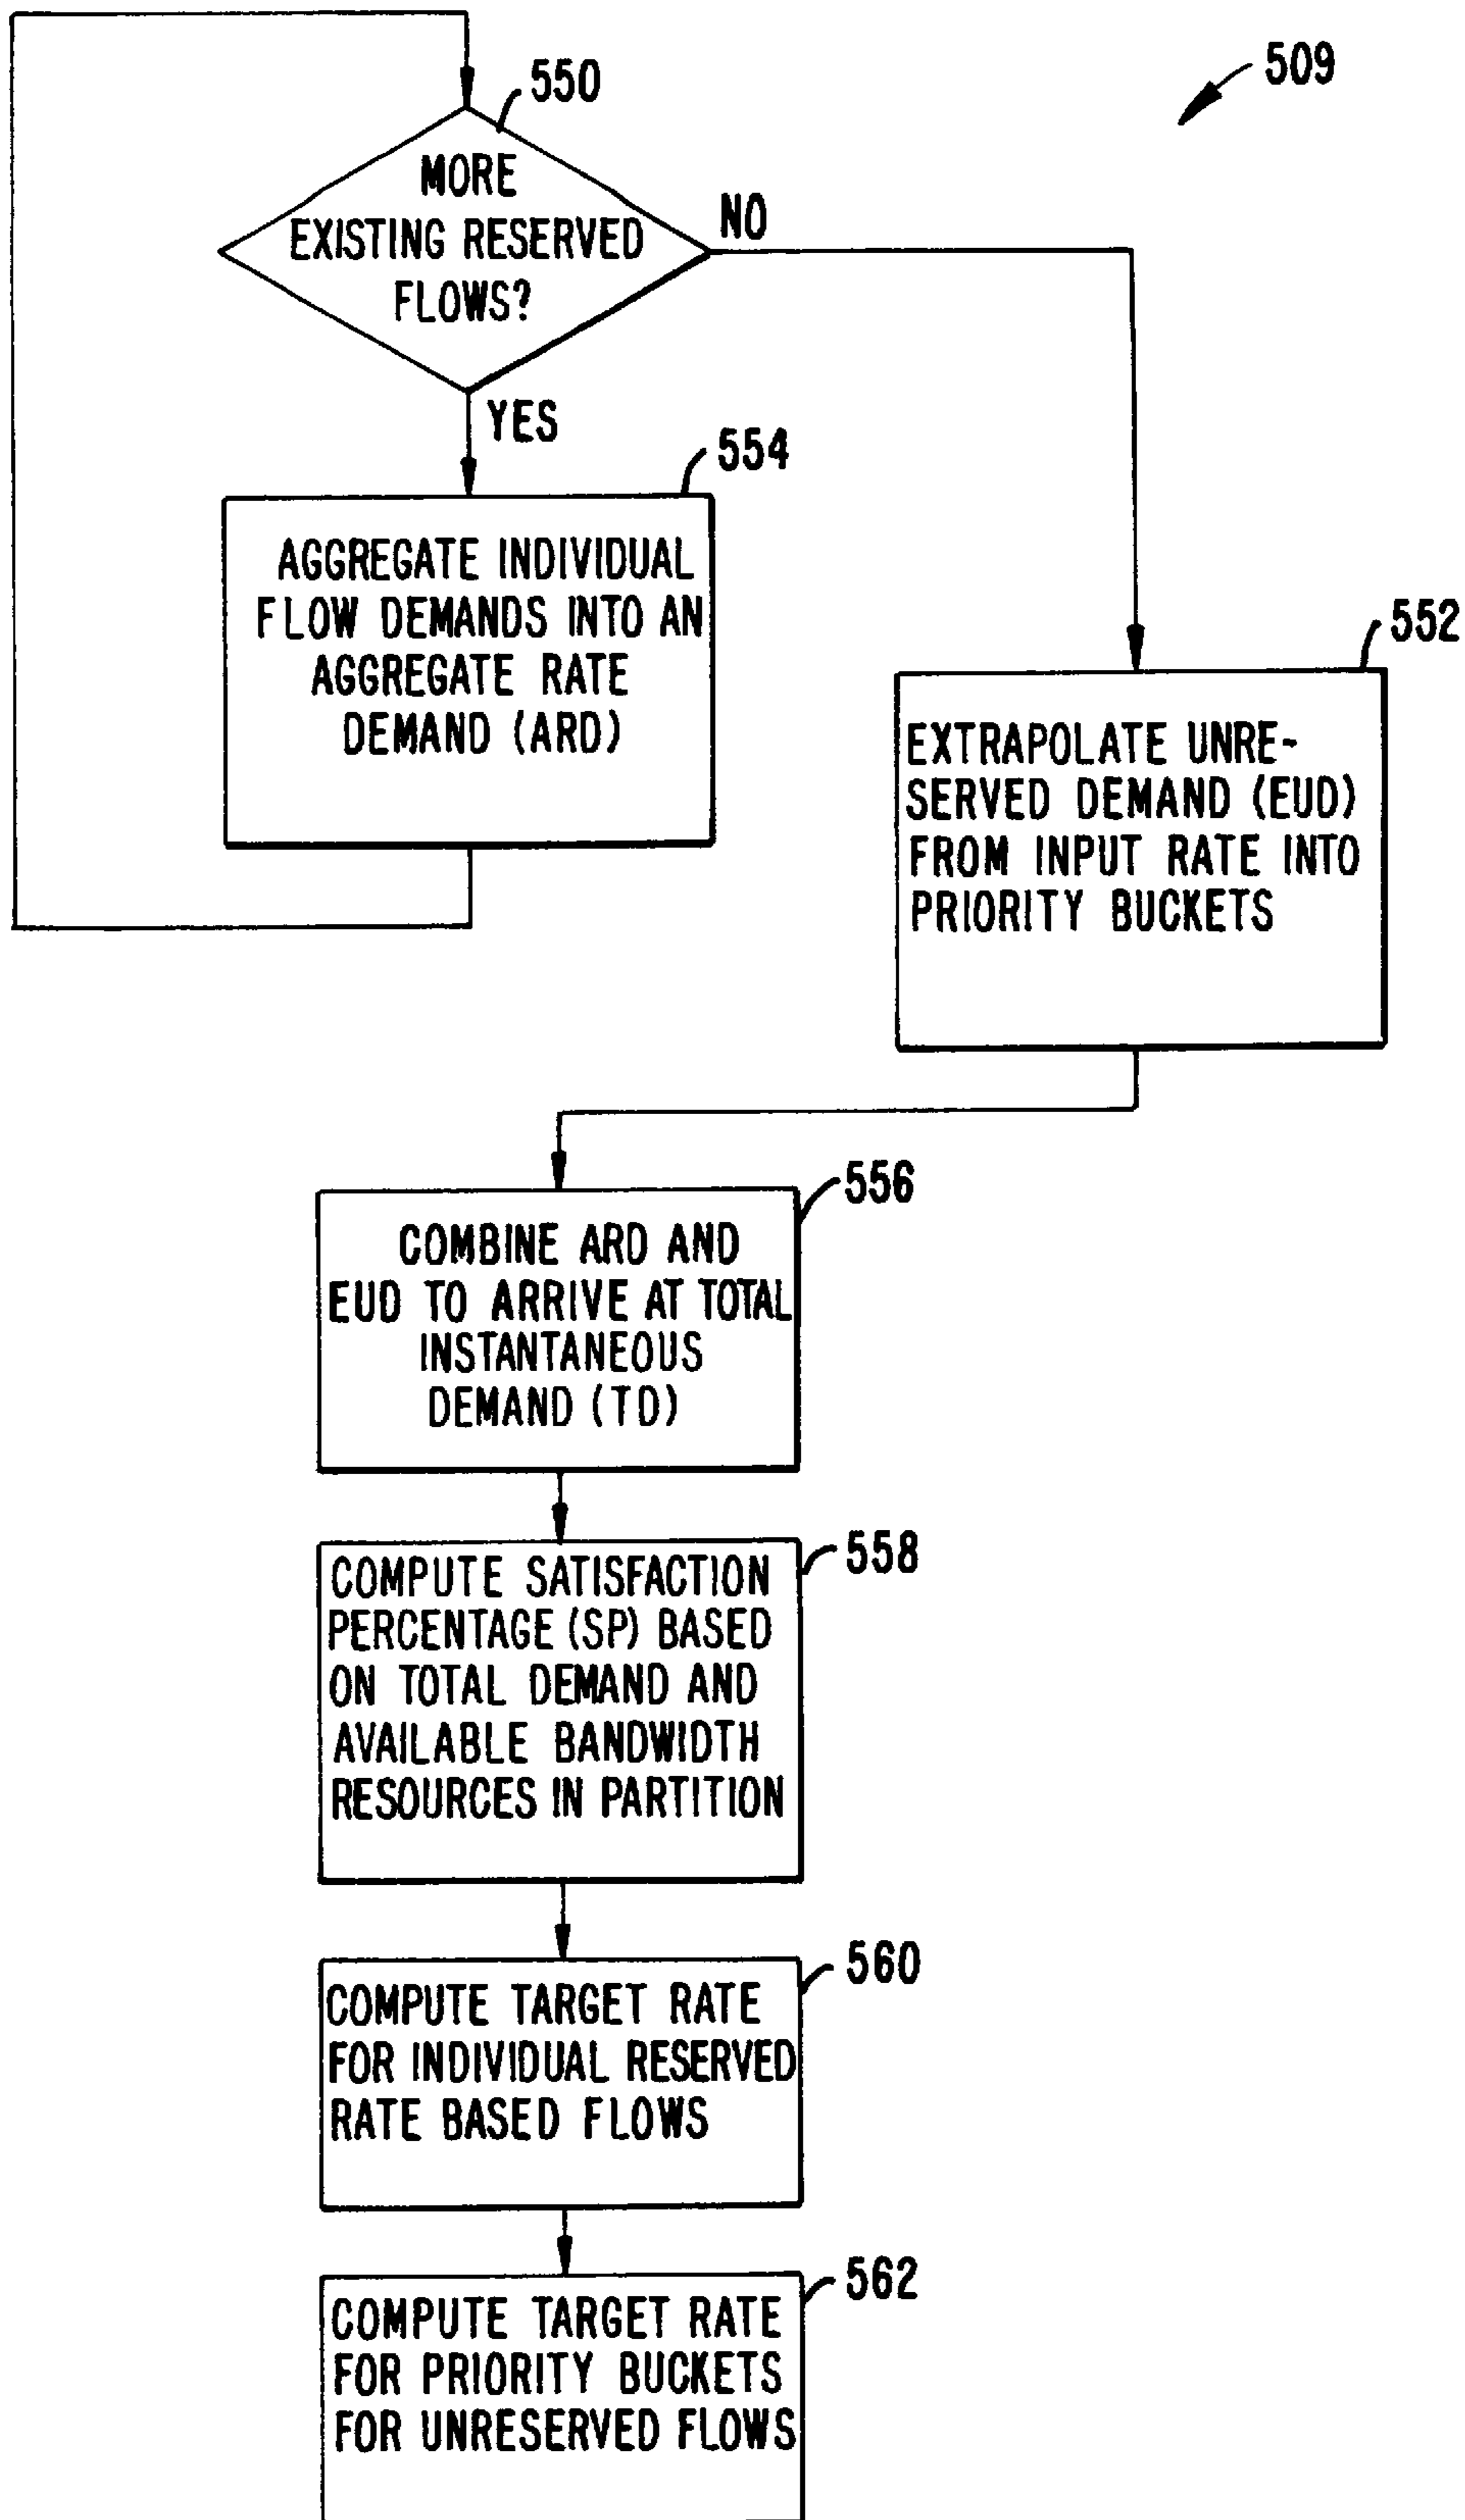 509
550
MORE
EXISTING RESERVED
FLOWS?
NO
YES
554
AGGREGATE INDIVIDUAL
FLOW DEMANDS INTO AN
AGGREGATE RATE
DEMAND (ARD)
552
EXTRAPOLATE UNRE-
SERVED DEMAND (EUD)
FROM INPUT RATE INTO
PRIORITY BUCKETS
556
COMBINE ARD AND
EUD TO ARRIVE AT TOTAL
INSTANTANEOUS
DEMAND (TD)
558
COMPUTE SATISFACTION
PERCENTAGE (SP) BASED
ON TOTAL DEMAND AND
AVAILABLE BANDWIDTH
RESOURCES IN PARTITION
560
COMPUTE TARGET RATE
FOR INDIVIDUAL RESERVED
RATE BASED FLOWS
562
COMPUTE TARGET RATE
FOR PRIORITY BUCKETS
FOR UNRESERVED FLOWS